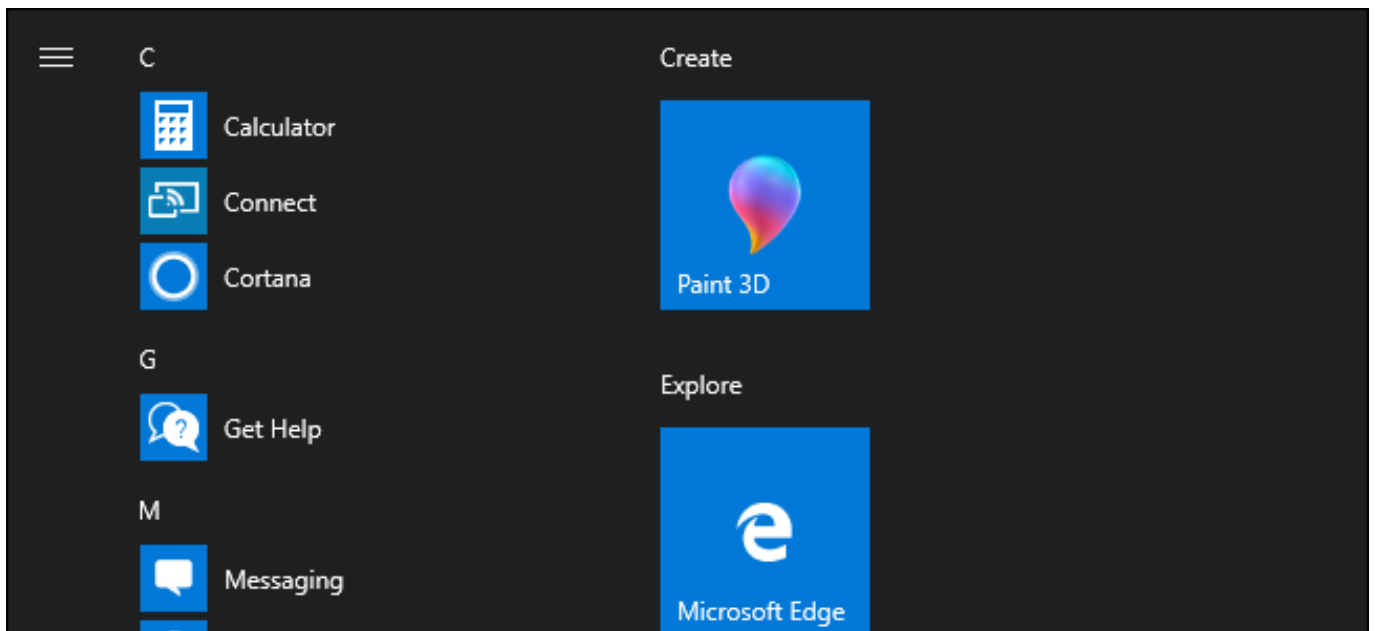 C
Calculator
Connect
Cortana
G
Get Help
M
Messaging
Create
Paint 3D
Explore
Microsoft Edge